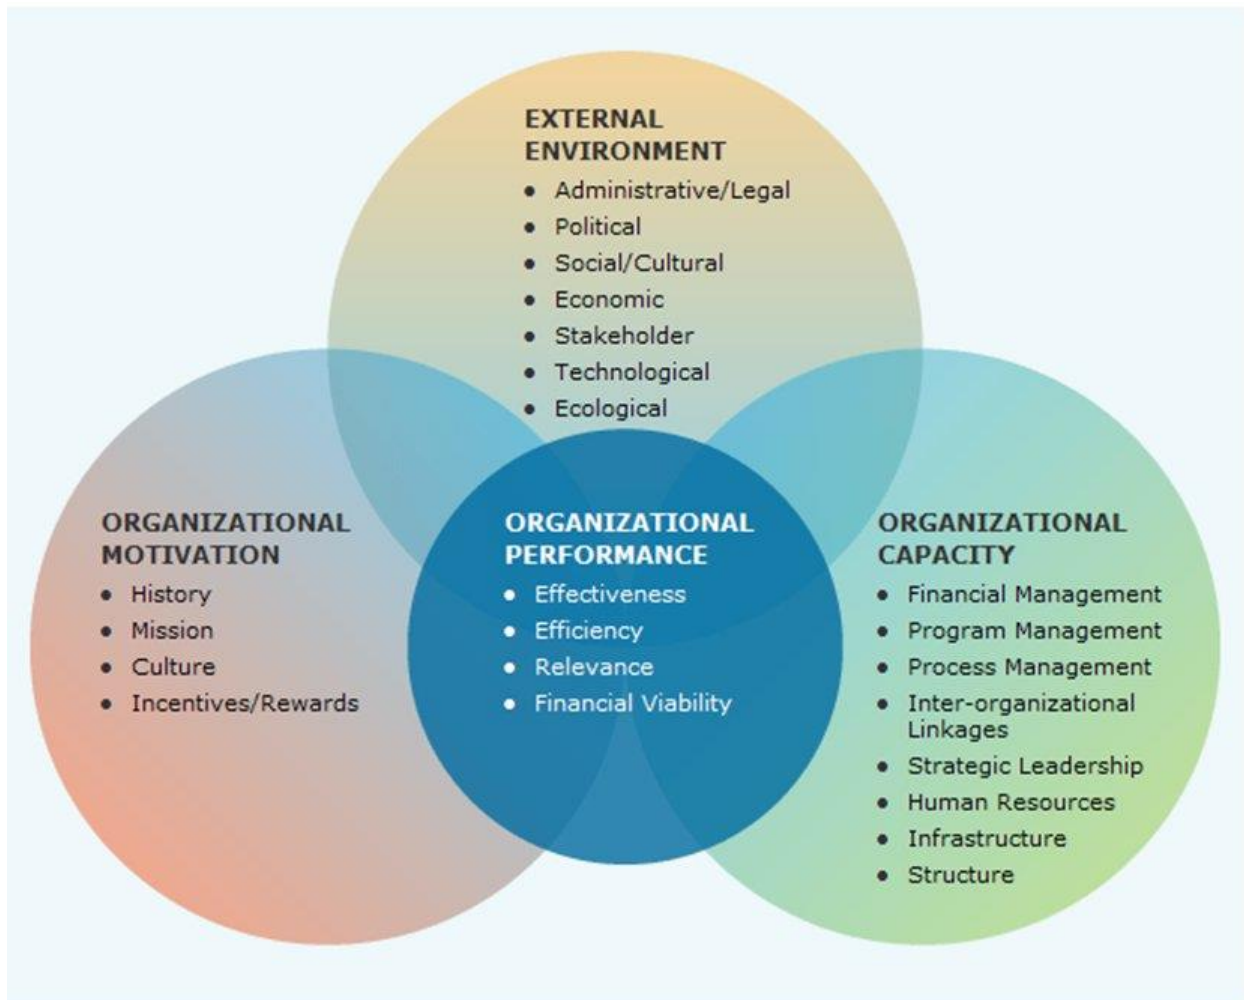 EXTERNAL
ENVIRONMENT
• Administrative/Legal
• Political
• Social/Cultural
• Economic
• Stakeholder
• Technological
• Ecological
ORGANIZATIONAL
MOTIVATION
• History
• Mission
• Culture
• Incentives/Rewards
ORGANIZATIONAL
PERFORMANCE
• Effectiveness
• Efficiency
• Relevance
• Financial Viability
ORGANIZATIONAL
CAPACITY
• Financial Management
• Program Management
• Process Management
• Inter-organizational
Linkages
• Strategic Leadership
• Human Resources
• Infrastructure
• Structure